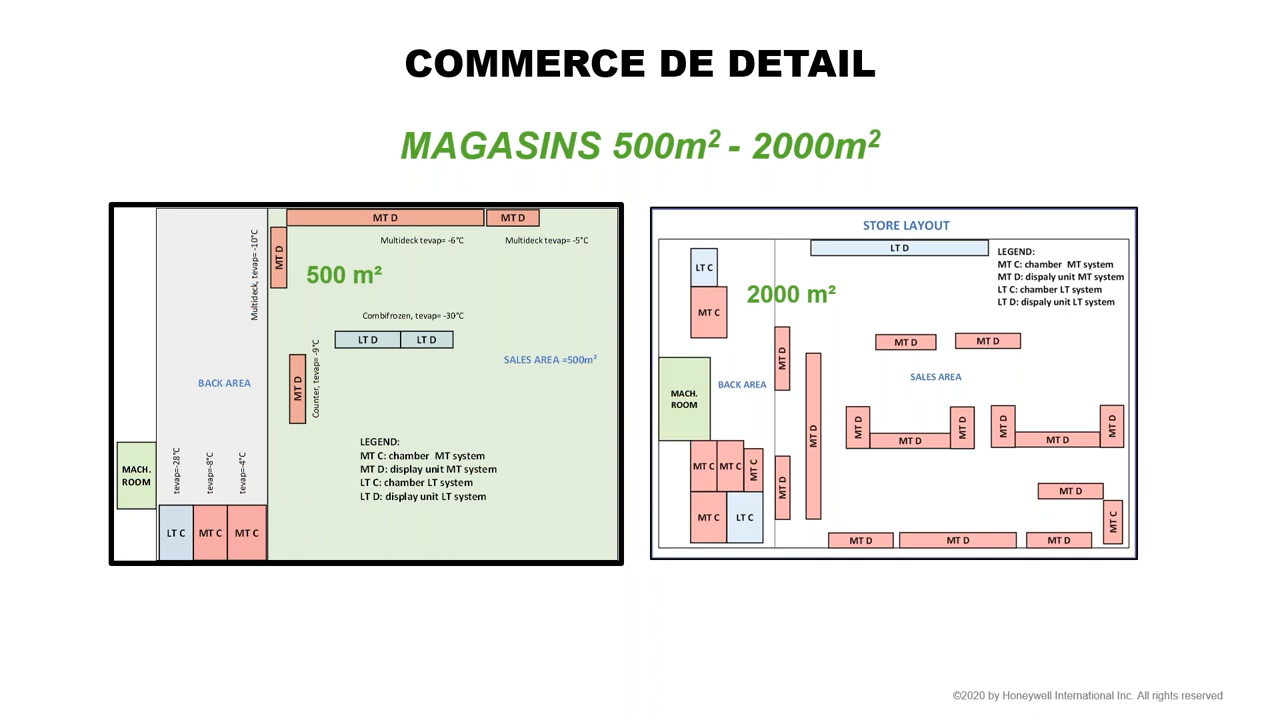 COMMERCE DE DETAIL
MAGASINS 500m² - 2000m²
MT D
MT D
Multideck tevap= -6°C
Multideck tevap= -5°C
Multideck, tevap= -10°C
MT D
500 m²
Combifrozen, tevap= -30°C
LT D
LT D
SALES AREA =500m²
MT D
Counter, tevap= -9°C
BACK AREA
LEGEND:
MT C: chamber MT system
MT D: display unit MT system
LT C: chamber LT system
LT D: display unit LT system
MACH.
ROOM
tevap=-28°C
tevap=-8°C
tevap=-4°C
LT C
MT C
MT C
STORE LAYOUT
LT D
LEGEND:
MT C: chamber MT system
MT D: dispaly unit MT system
LT C: chamber LT system
LT D: dispaly unit LT system
LT C
MT C
2000 m²
MT D
MT D
MT D
SALES AREA
BACK AREA
MACH.
ROOM
MT D
MT D
MT D
MT D
MT D
MT D
MT D
MT C
MT C
MT C
MT D
MT D
MT C
LT C
MT C
MT D
MT D
MT D
©2020 by Honeywell International Inc. All rights reserved